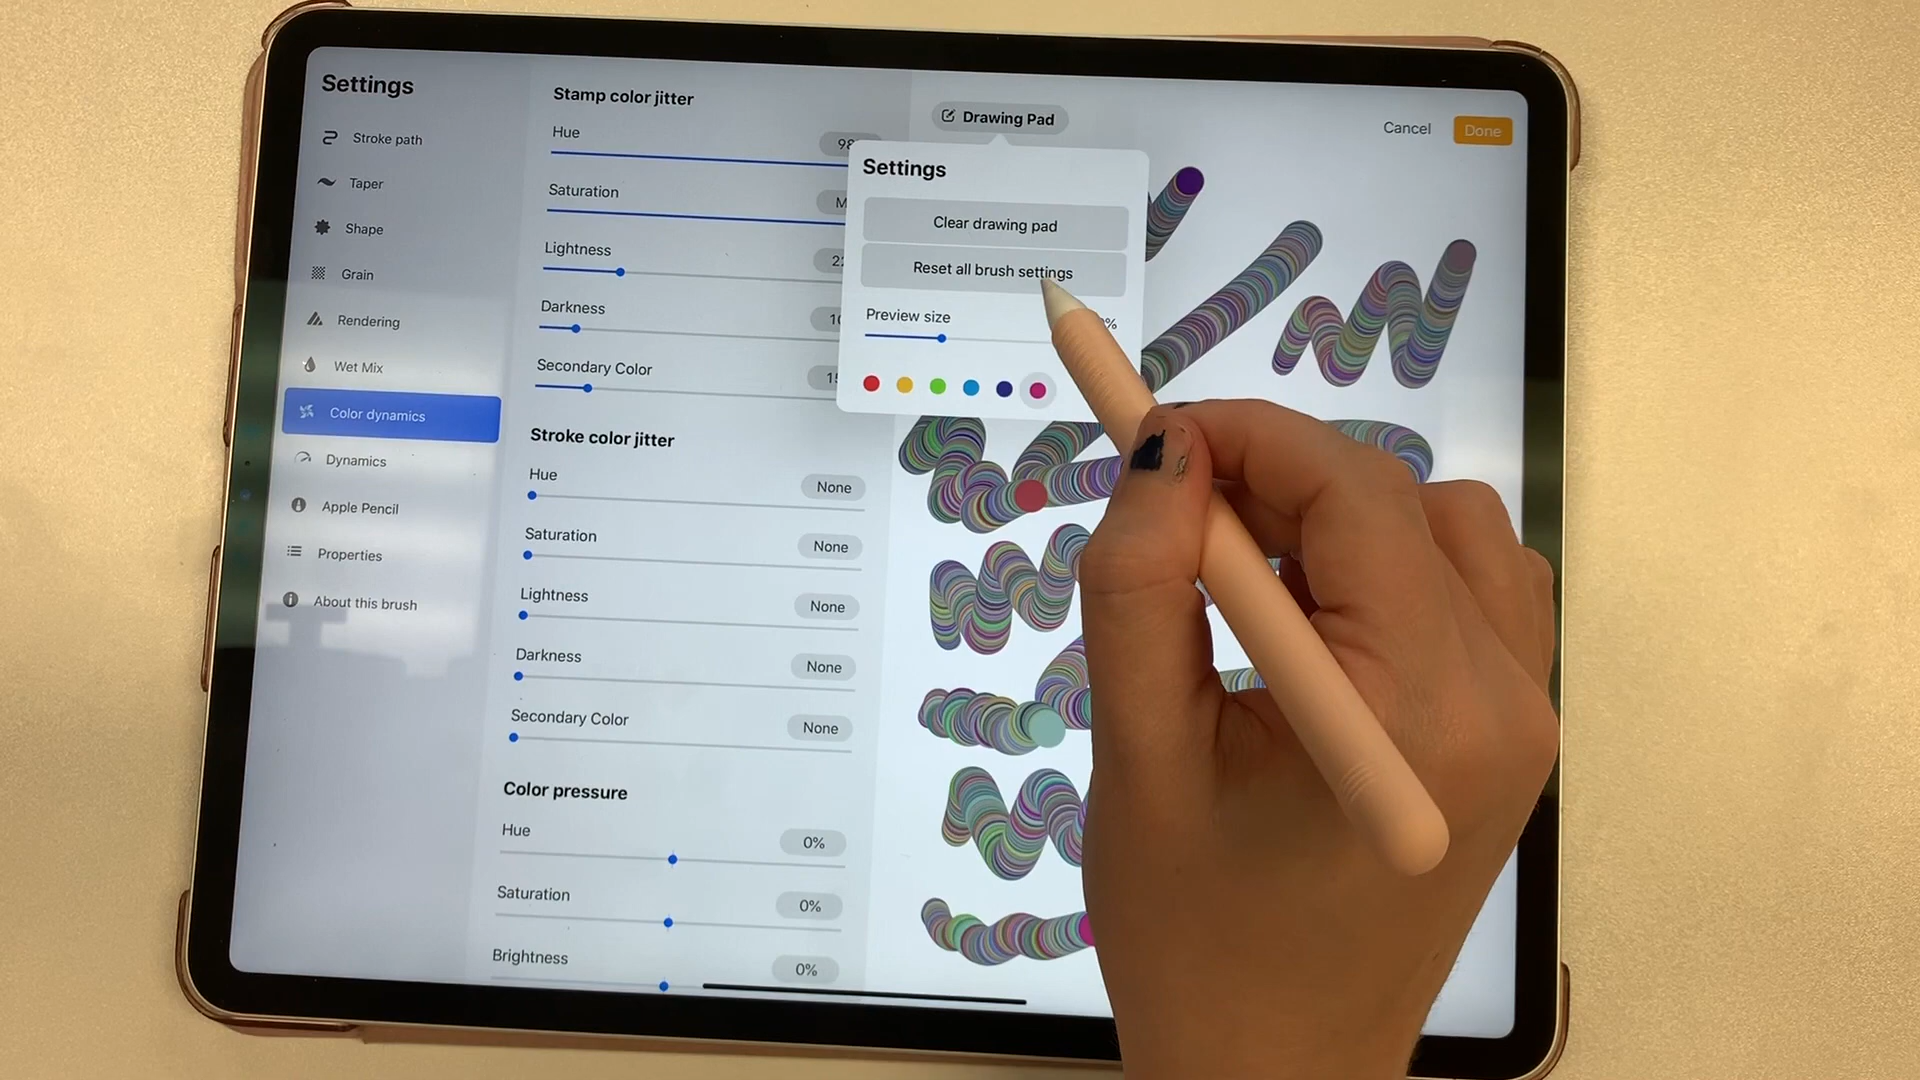 Settings
Stroke path
Taper
Shape
Grain
Rendering
Wet Mix
Color dynamics
Dynamics
Apple Pencil
Properties
About this brush
Stamp color jitter
Hue
Saturation
Lightness
Darkness
Secondary Color
Stroke color jitter
Hue None
Saturation None
Lightness None
Darkness None
Secondary Color None
Color pressure
Hue 0%
Saturation 0%
Brightness 0%
Drawing Pad
Cancel
Done
Settings
Clear drawing pad
Reset all brush settings
Preview size